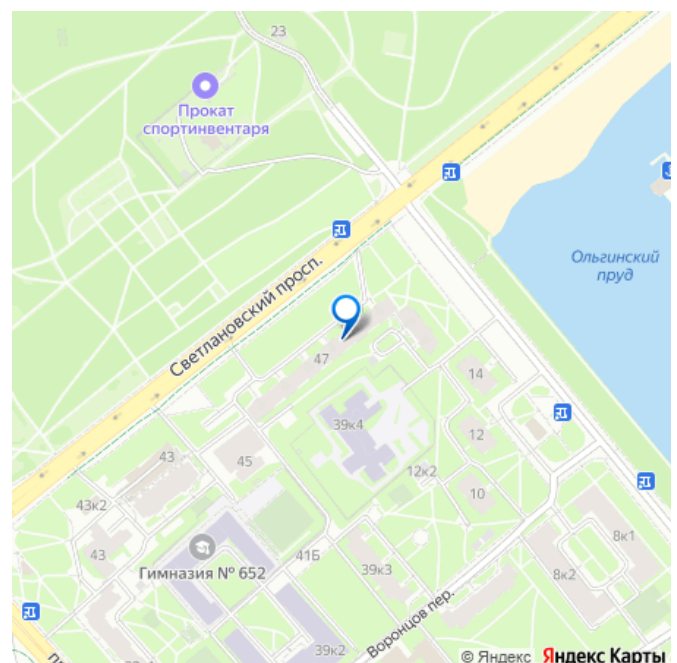 23
Прокат
спортинвентаря
Ольгинский
пруд
Светлановский просп.
47
14
39к4
12
43
45
12к2
43к2
10
43
41Б
8к1
Гимназия № 652
39к3
8к2
Воронцов пер.
39к2
© Яндекс Яндекс Карты